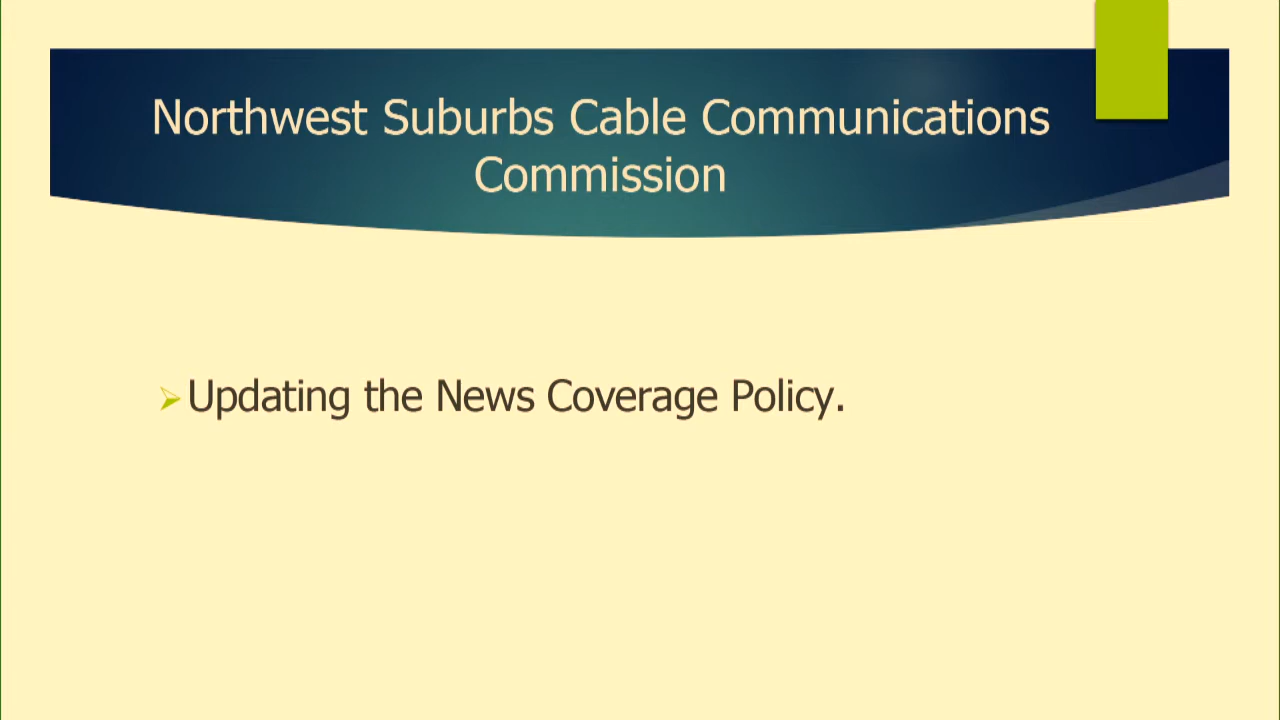 Northwest Suburbs Cable Communications
Commission
Updating the News Coverage Policy.